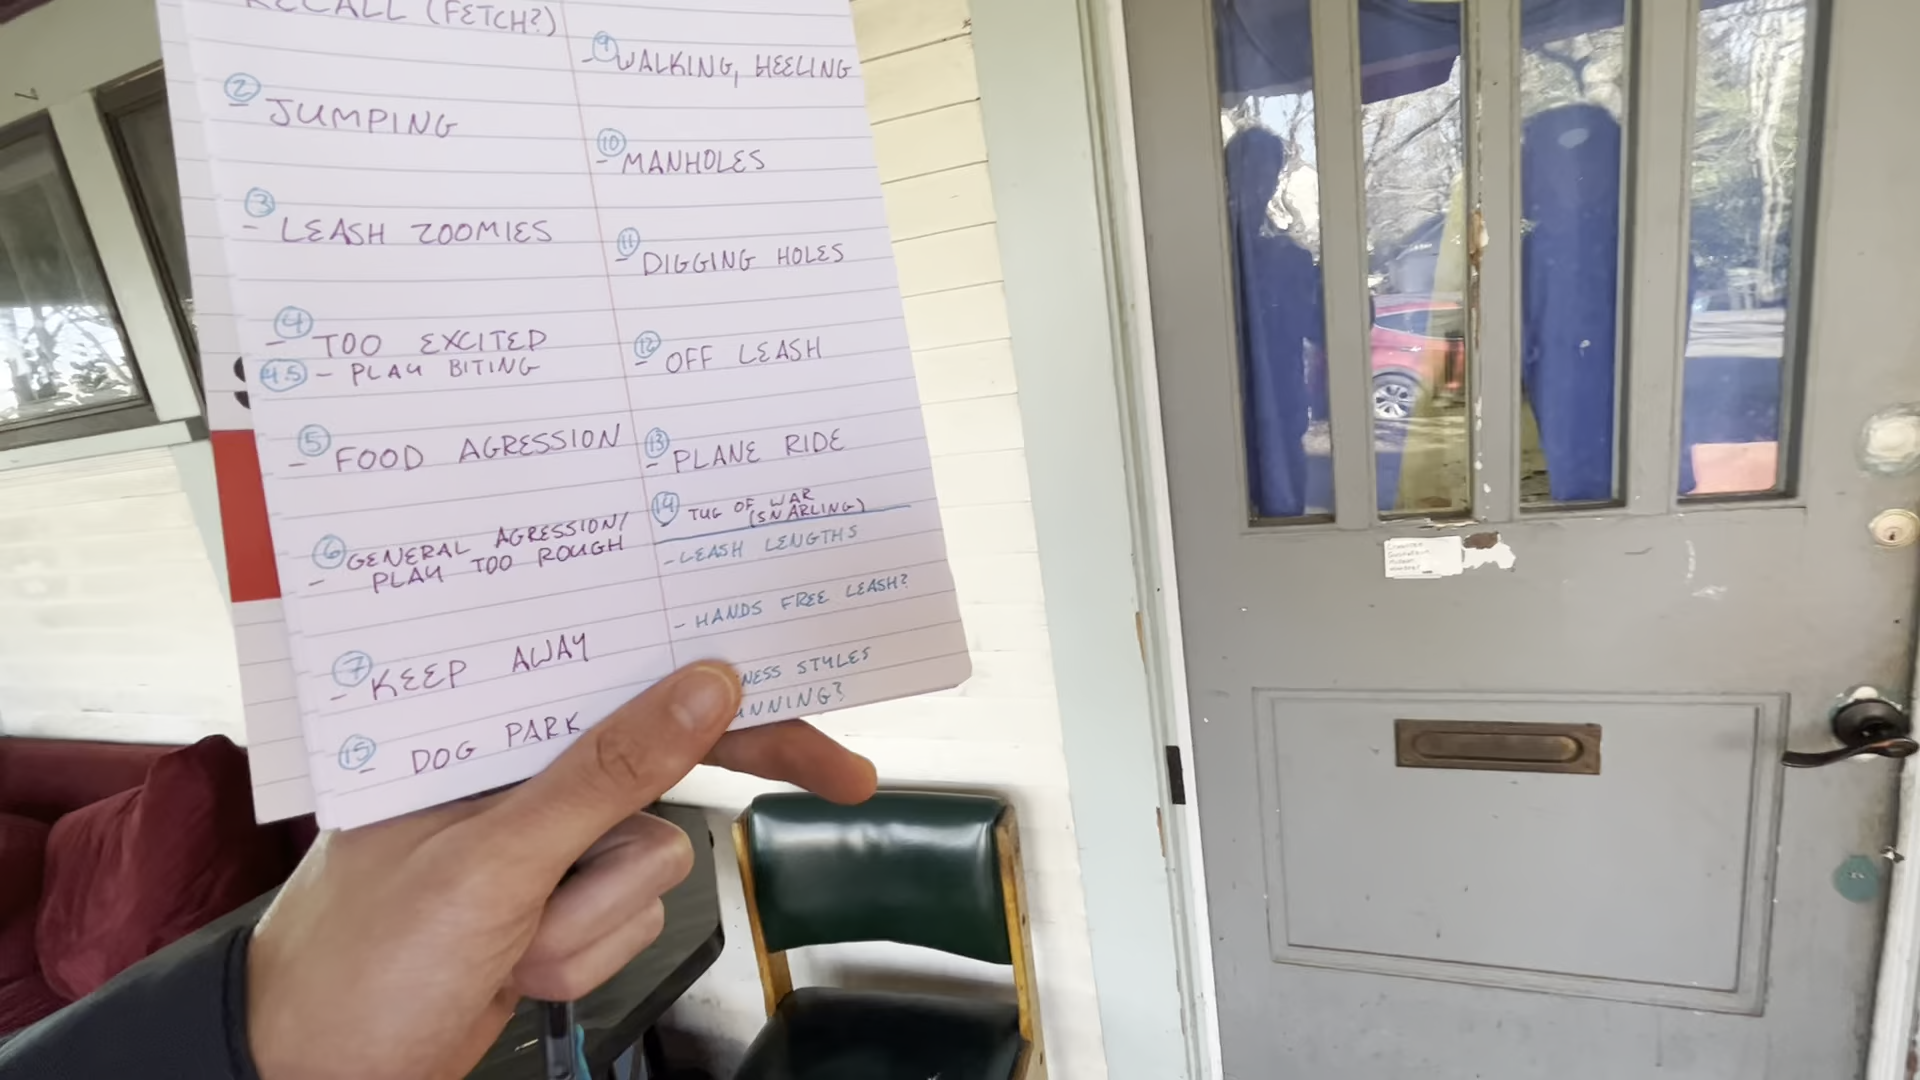 RECALL (FETCH?)
2
- JUMPING
3
- LEASH ZOOMIES
4
- TOO EXCITED
4.5 - PLAY BITING
5
- FOOD AGRESSION
6 GENERAL AGRESSION/
- PLAY TOO ROUGH
7
- KEEP AWAY
15
- DOG PARK
9
- WALKING, HEELING
10
- MANHOLES
11
- DIGGING HOLES
12
- OFF LEASH
13
- PLANE RIDE
14 TUG OF WAR
(SNARLING)
- LEASH LENGTHS
- HANDS FREE LEASH?
STYLES